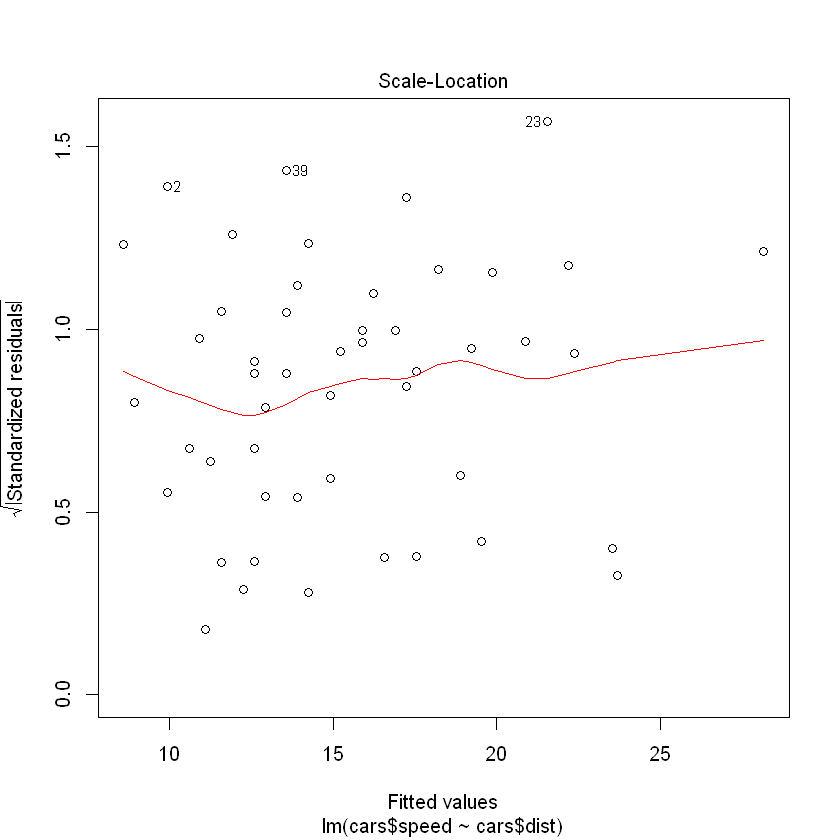 Scale-Location
√|Standardized residuals|
1.5
1.0
0.5
0.0
23
39
2
10 15 20 25
Fitted values
lm(cars$speed ~ cars$dist)